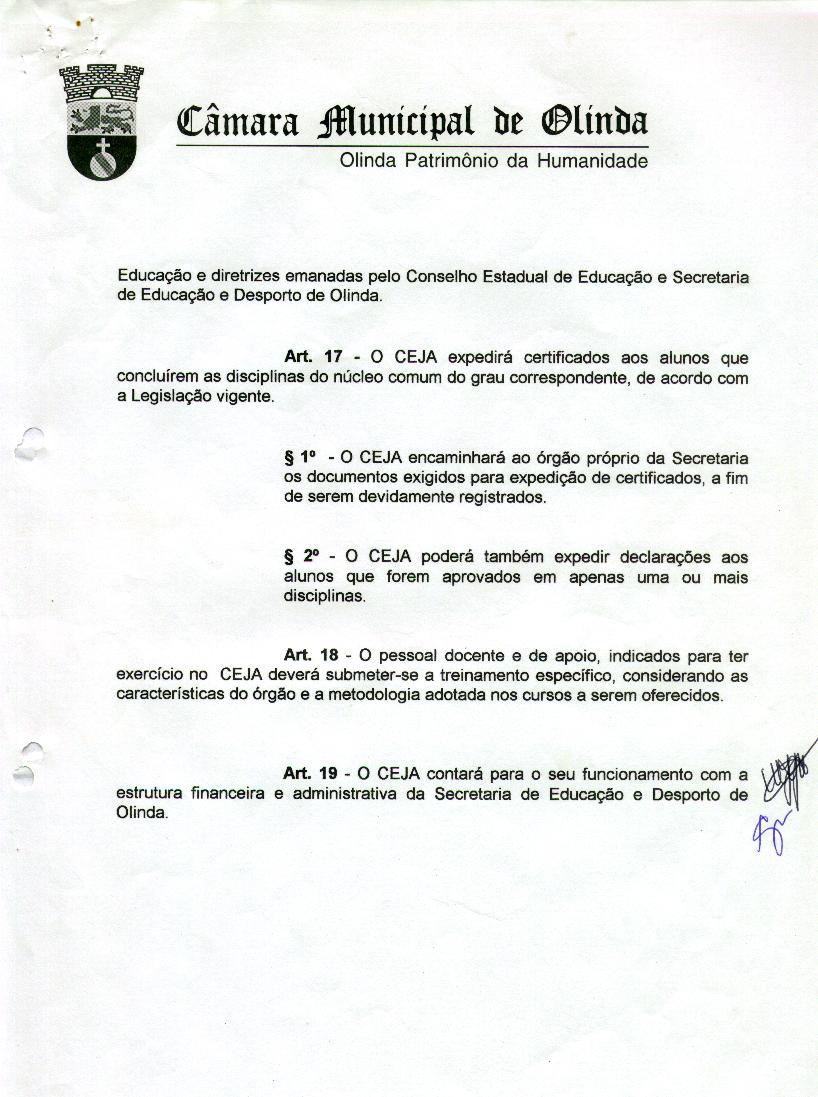 Câmara Municipal de Olinda
Olinda Patrimônio da Humanidade
Educação e diretrizes emanadas pelo Conselho Estadual de Educação e Secretaria
de Educação e Desporto de Olinda.
Art. 17 - O CEJA expedirá certificados aos alunos que
concluírem as disciplinas do núcleo comum do grau correspondente, de acordo com
a Legislação vigente.
§ 1º - O CEJA encaminhará ao órgão próprio da Secretaria
os documentos exigidos para expedição de certificados, a fim
de serem devidamente registrados.
§ 2º - O CEJA poderá também expedir declarações aos
alunos que forem aprovados em apenas uma ou mais
disciplinas.
Art. 18 - O pessoal docente e de apoio, indicados para ter
exercício no CEJA deverá submeter-se a treinamento específico, considerando as
características do órgão e a metodologia adotada nos cursos a serem oferecidos.
Art. 19 - O CEJA contará para o seu funcionamento com a
estrutura financeira e administrativa da Secretaria de Educação e Desporto de
Olinda.